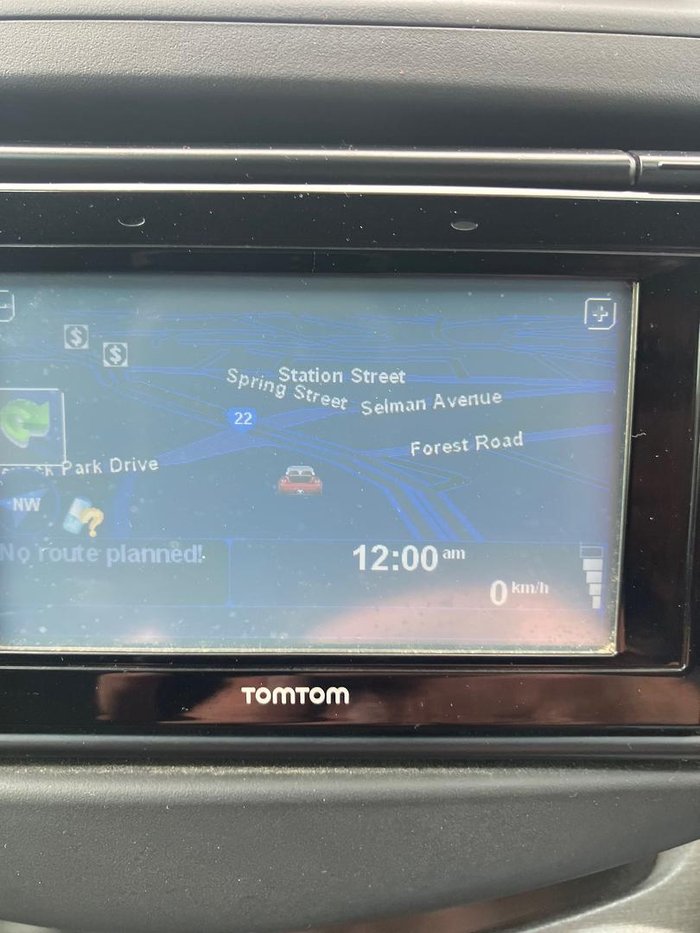 $
$
+
Station Street
Spring Street
Selman Avenue
22
Forest Road
Park Drive
NW
?
No route planned!
12:00 am
0 km/h
TOMTOM